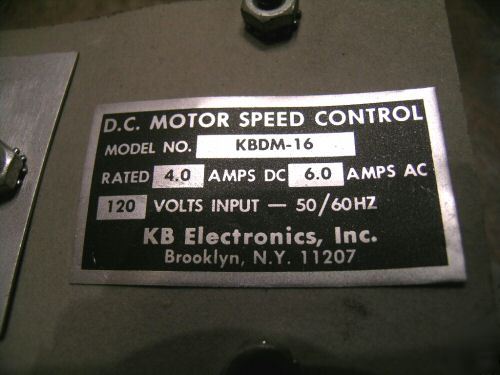 D.C. MOTOR SPEED CONTROL
MODEL NO. KBDM-16
RATED 4.0 AMPS DC 6.0 AMPS AC
120 VOLTS INPUT — 50/60HZ
KB Electronics, Inc.
Brooklyn, N.Y. 11207